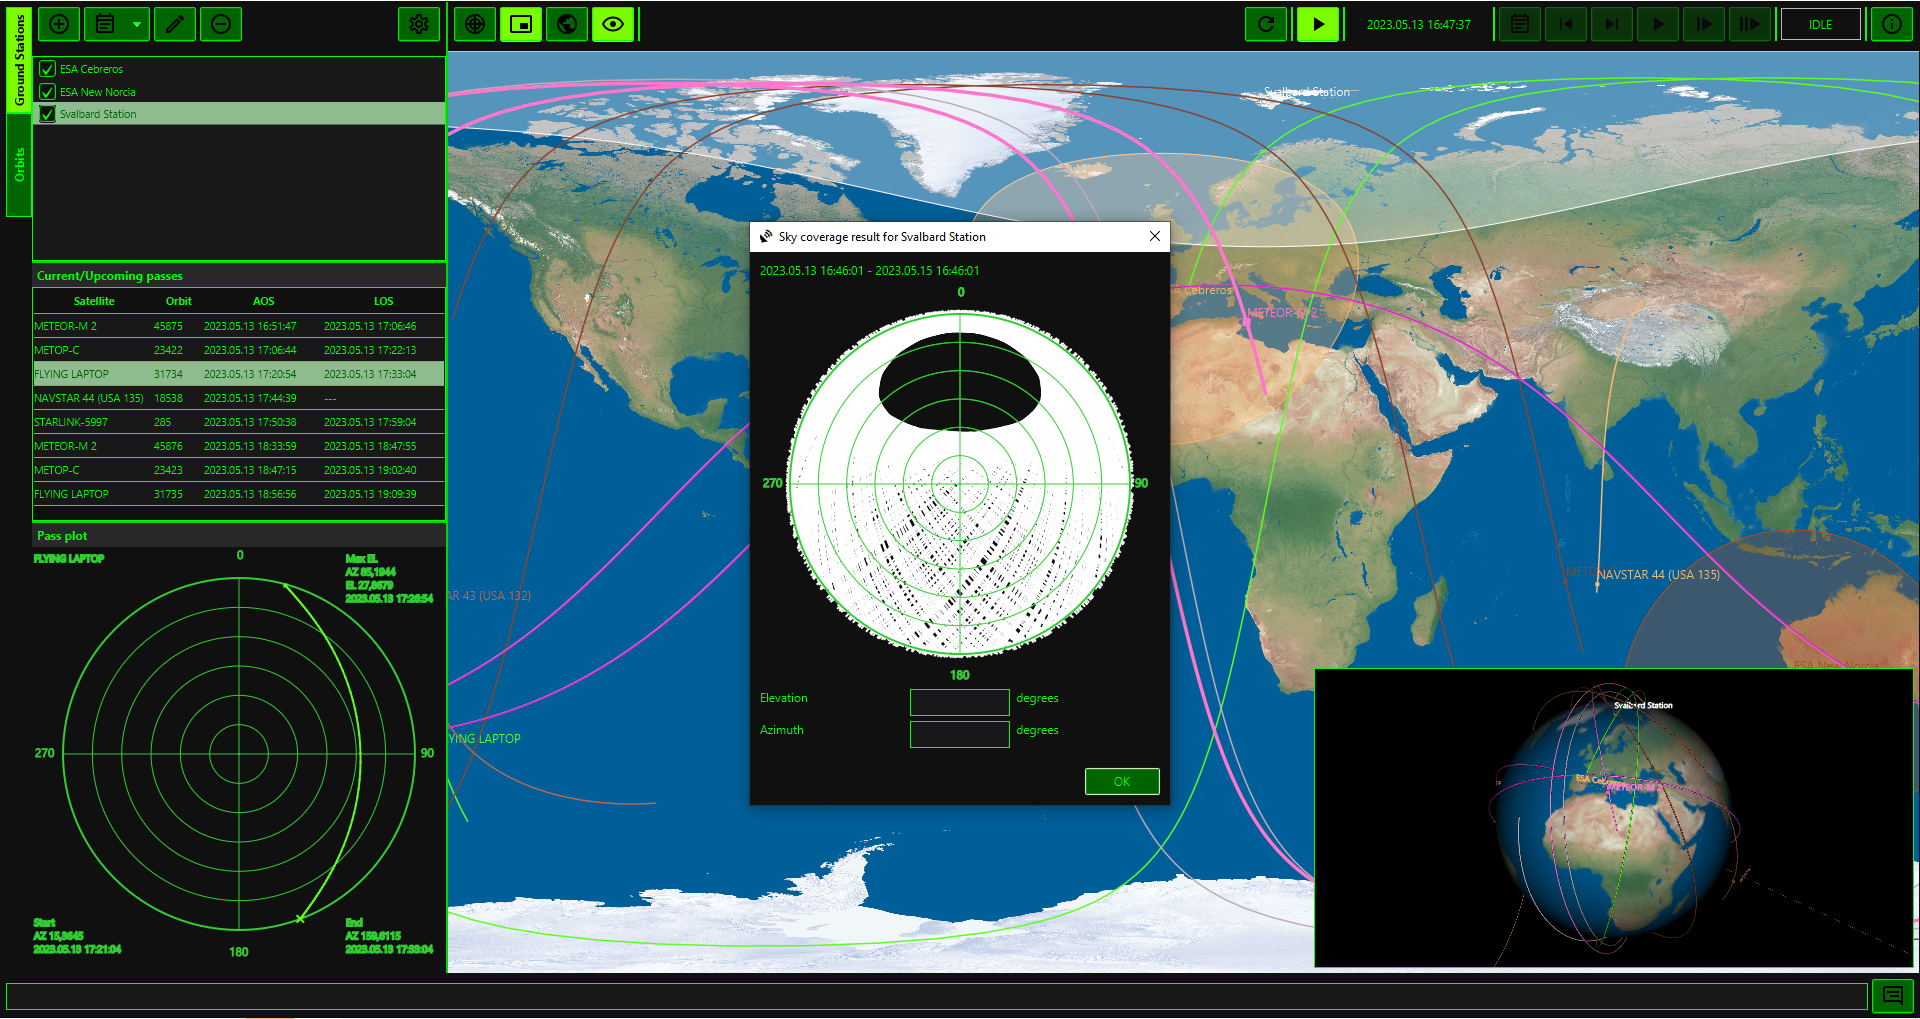 Ground Stations
Orbits
2023.05.13 16:47:37
IDLE
ESA Cebreros
ESA New Norcia
Svalbard Station
Current/Upcoming passes
Satellite Orbit AOS LOS
METEOR-M 2 45875 2023.05.13 16:51:47 2023.05.13 17:06:46
METOP-C 23422 2023.05.13 17:06:44 2023.05.13 17:22:13
FLYING LAPTOP 31734 2023.05.13 17:20:54 2023.05.13 17:33:04
NAVSTAR 44 (USA 135) 18538 2023.05.13 17:44:39 ---
STARLINK-5997 285 2023.05.13 17:50:38 2023.05.13 17:59:04
METEOR-M 2 45876 2023.05.13 18:33:59 2023.05.13 18:47:55
METOP-C 23423 2023.05.13 18:47:15 2023.05.13 19:02:40
FLYING LAPTOP 31735 2023.05.13 18:56:56 2023.05.13 19:09:39
Pass plot
FLYING LAPTOP
0
Max EL
AZ 85,1944
EL 27,8679
2023.05.13 17:26:54
270
90
Start
AZ 15,3645
2023.05.13 17:21:04
180
End
AZ 159,6115
2023.05.13 17:33:04
Svalbard Station
A Cebreros
METEOR-M 2
AR 43 (USA 132)
METO
NAVSTAR 44 (USA 135)
ESA New Norcia
YING LAPTOP
Sky coverage result for Svalbard Station
2023.05.13 16:46:01 - 2023.05.15 16:46:01
0
270
90
180
Elevation degrees
Azimuth degrees
OK
Svalbard Station
ESA Ceb
METEOR-M 2